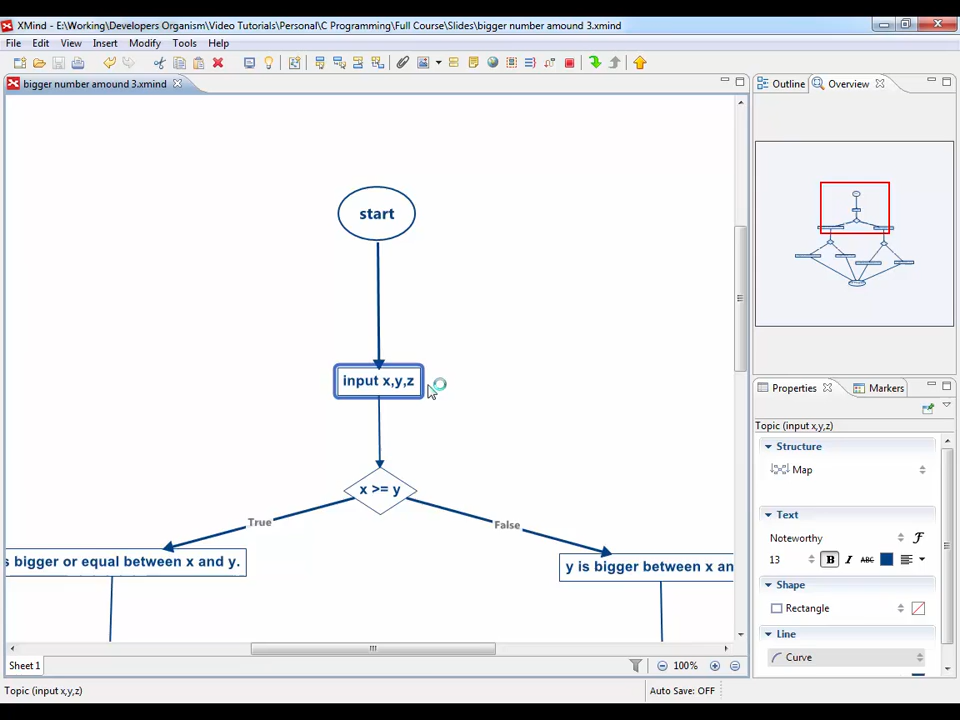 XMind - E:\Working\Developers Organism\Video Tutorials\Personal\C Programming\Full Course\Slides\bigger number amound 3.xmind
File Edit View Insert Modify Tools Help
bigger number amound 3.xmind
Outline Overview
start
input x,y,z
x >= y
True
False
s bigger or equal between x and y.
y is bigger between x an
Properties Markers
Topic (input x,y,z)
Structure
Map
Text
Noteworthy
13 B I ABC
Shape
Rectangle
Line
Curve
Sheet 1
100%
Topic (input x,y,z)
Auto Save: OFF